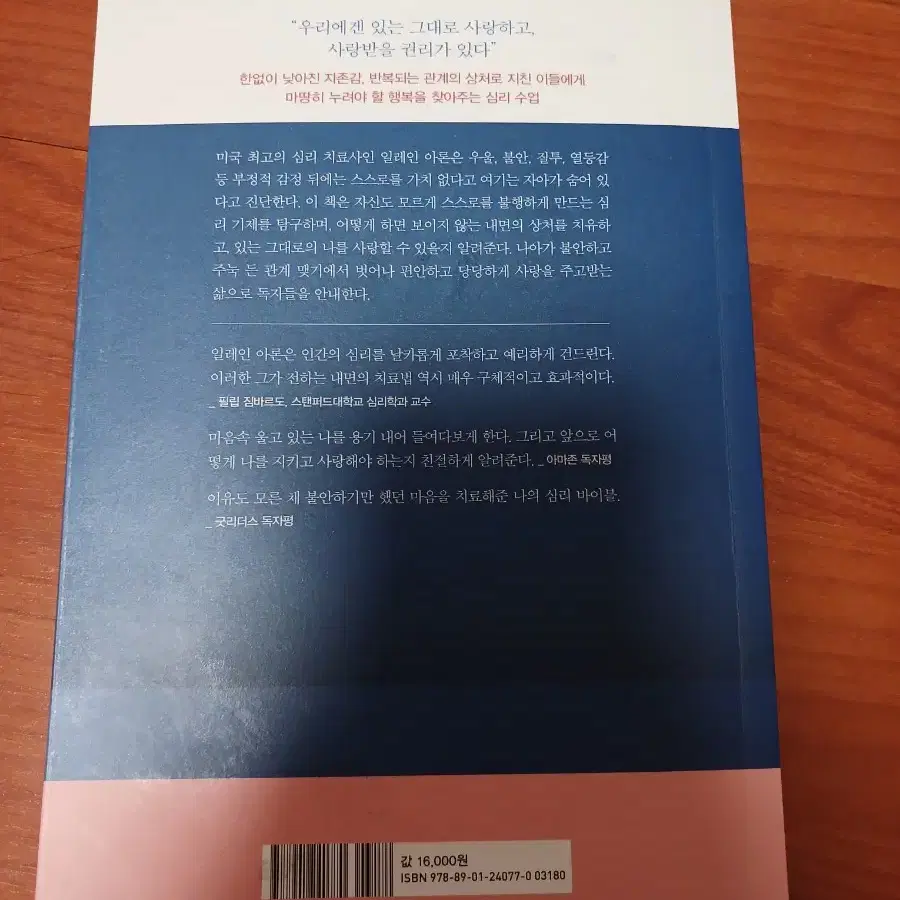 “우리에겐 있는 그대로 사랑하고,
사랑받을 권리가 있다”
한없이 낮아진 자존감, 반복되는 관계의 상처로 지친 이들에게
마땅히 누려야 할 행복을 찾아주는 심리 수업
미국 최고의 심리 치료사인 일레인 아론은 우울, 불안, 질투, 열등감
등 부정적 감정 뒤에는 스스로를 가치 없다고 여기는 자아가 숨어 있
다고 진단한다. 이 책은 자신도 모르게 스스로를 불행하게 만드는 심
리 기제를 탐구하며, 어떻게 하면 보이지 않는 내면의 상처를 치유하
고, 있는 그대로의 나를 사랑할 수 있을지 알려준다. 나아가 불안하고
주눅 든 관계 맺기에서 벗어나 편안하고 당당하게 사랑을 주고받는
삶으로 독자들을 안내한다.
일레인 아론은 인간의 심리를 날카롭게 포착하고 예리하게 건드린다.
이러한 그가 전하는 내면의 치료법 역시 매우 구체적이고 효과적이다.
_ 필립 짐바르도, 스탠퍼드대학교 심리학과 교수
마음속 울고 있는 나를 용기 내어 들여다보게 한다. 그리고 앞으로 어
떻게 나를 지키고 사랑해야 하는지 친절하게 알려준다. _ 아마존 독자평
이유도 모른 채 불안하기만 했던 마음을 치료해준 나의 심리 바이블.
_ 굿리더스 독자평
값 16,000원
ISBN 978-89-01-24077-0 03180